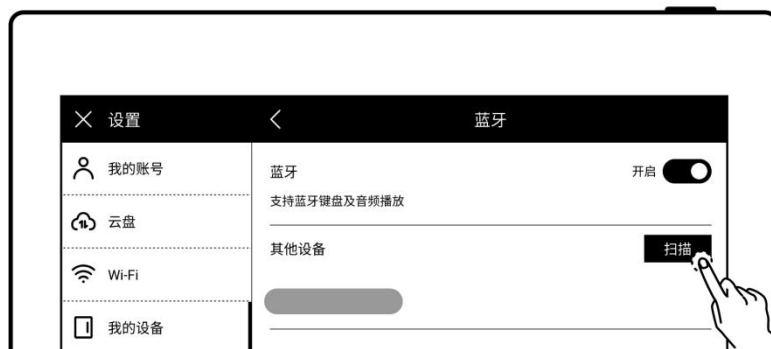 设置
蓝牙
我的账号
云盘
Wi-Fi
我的设备
蓝牙
开启
支持蓝牙键盘及音频播放
其他设备
扫描